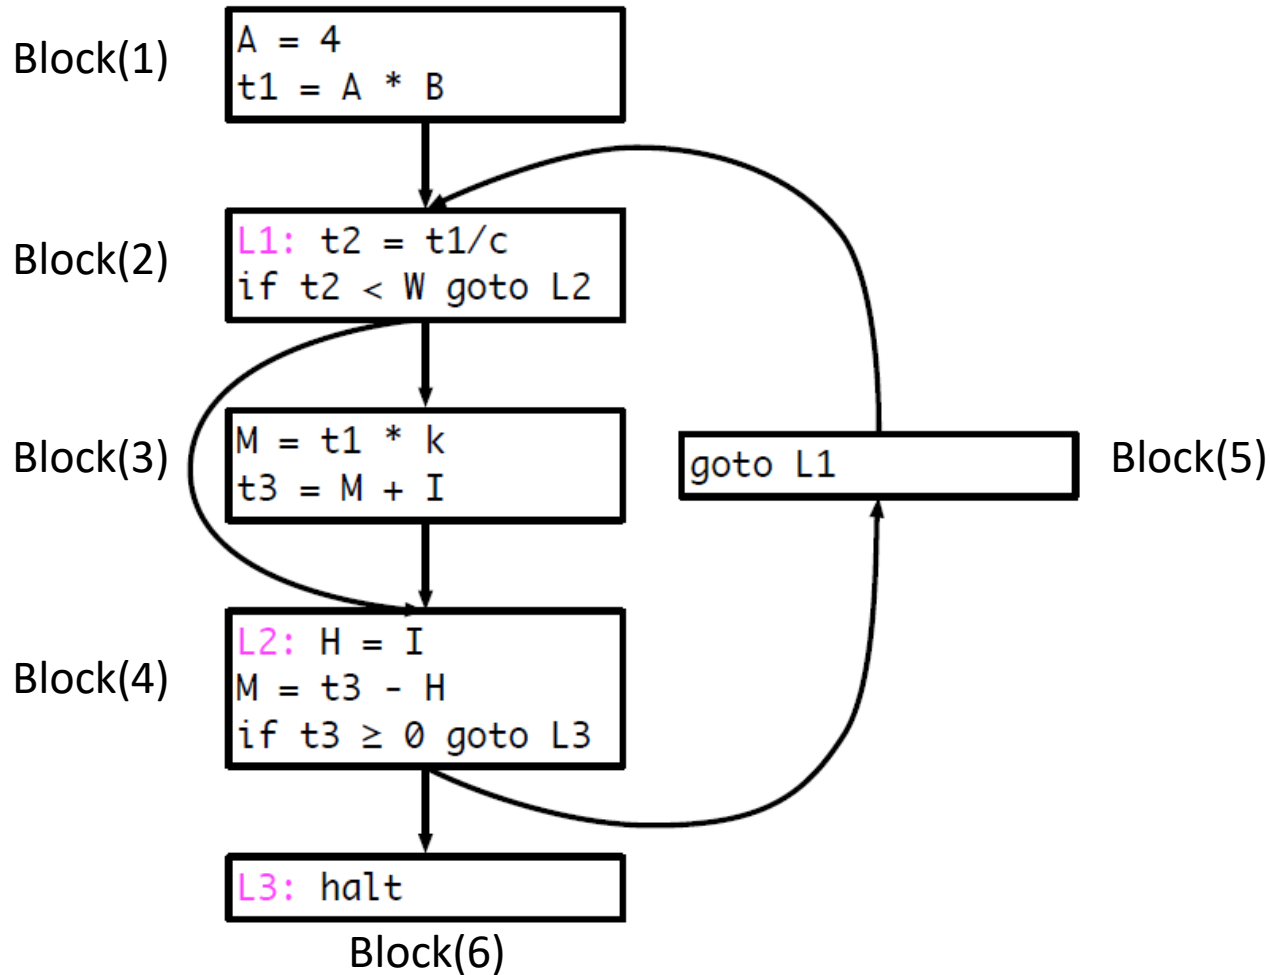 Block(1)
A = 4
t1 = A * B
Block(2)
L1: t2 = t1/c
if t2 < W goto L2
Block(3)
M = t1 * k
t3 = M + I
goto L1
Block(5)
Block(4)
L2: H = I
M = t3 - H
if t3 ≥ 0 goto L3
L3: halt
Block(6)